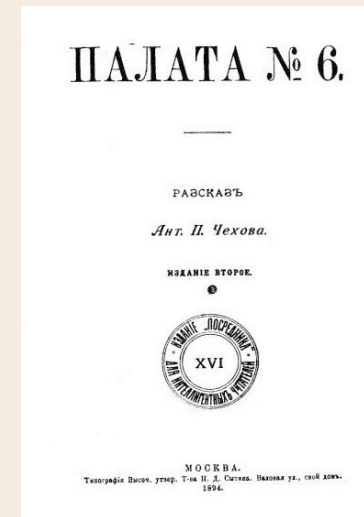 ПАЛАТА № 6.
РАЗСКАЗЪ
Ант. П. Чехова.
ИЗДАНІЕ ВТОРОЕ.
ИЗДАНІЕ „ПОСРЕДНИКА“
XVI
ДЛЯ ИНТЕЛЛИГЕНТНЫХЪ ЧИТАТЕЛЕЙ
МОСКВА.
Типографія Высоч. утвер. Т-ва И. Д. Сытина. Валовая ул., свой домъ.
1894.